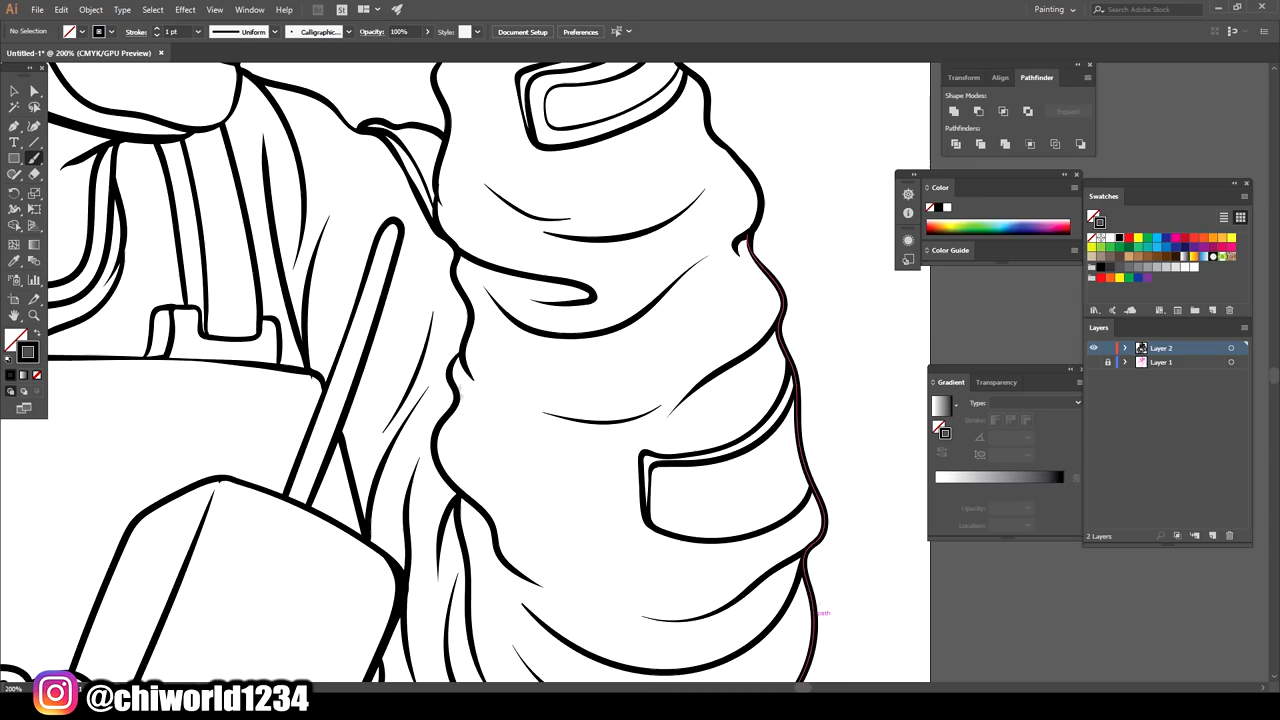 Ai File Edit Object Type Select Effect View Window Help Br St Painting Search Adobe Stock
No Selection Stroke: 1 pt Uniform Calligraphic... Opacity: 100% Style: Document Setup Preferences
Untitled-1* @ 200% (CMYK/GPU Preview)
Transform Align Pathfinder
Shape Modes:
Expand
Pathfinders:
Color
Color Guide
Swatches
Layers
Layer 2
Layer 1
Gradient Transparency
Type:
Stroke:
Opacity:
Location:
2 Layers
path
200%
@chiworld1234